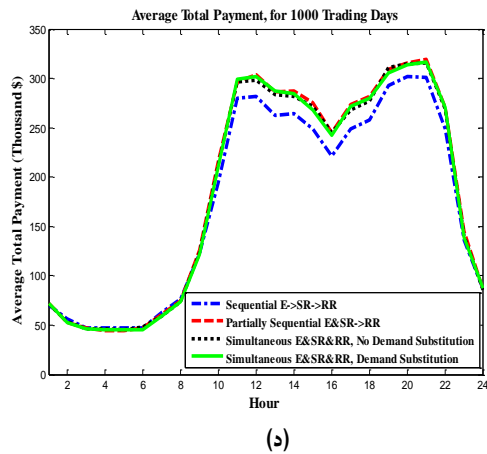 Average Total Payment, for 1000 Trading Days
Average Total Payment (Thousand $)
350
300
250
200
150
100
50
0
Sequential E->SR->RR
Partially Sequential E&SR->RR
Simultaneous E&SR&RR, No Demand Substitution
Simultaneous E&SR&RR, Demand Substitution
2 4 6 8 10 12 14 16 18 20 22 24
Hour
(د)